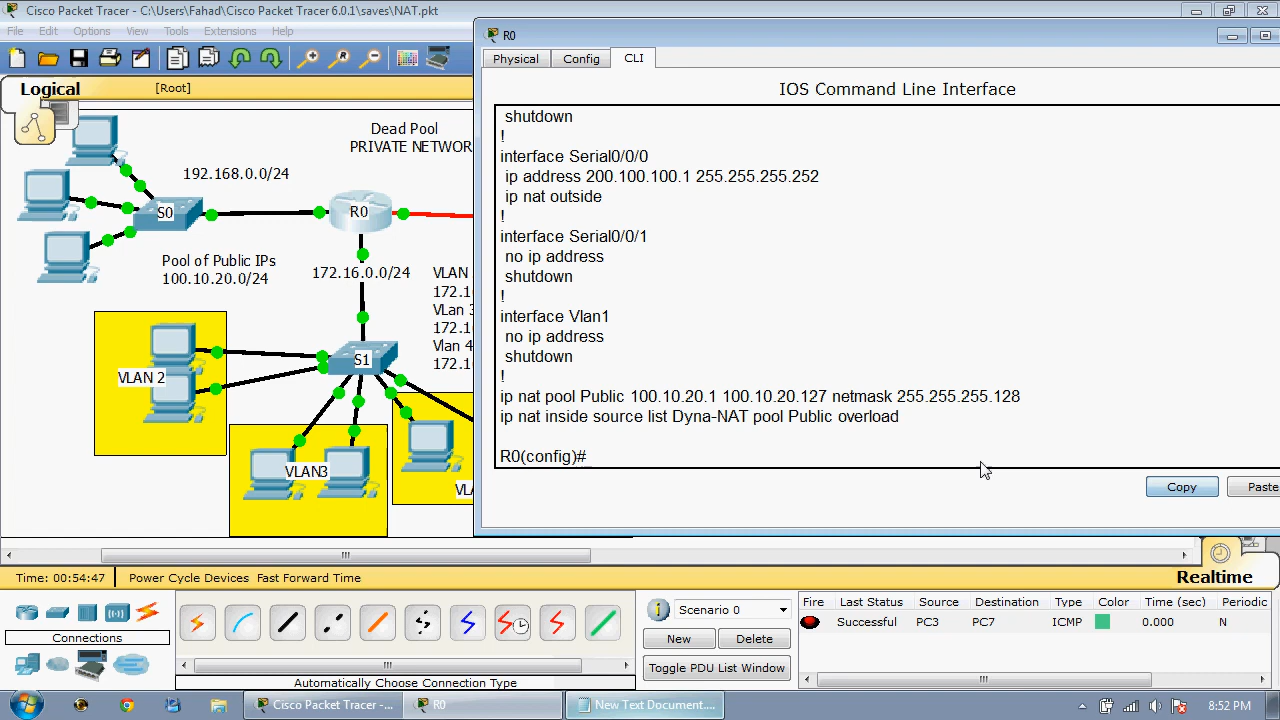 Cisco Packet Tracer - C:\Users\Fahad\Cisco Packet Tracer 6.0.1\saves\NAT.pkt
File Edit Options View Tools Extensions Help
Logical
[Root]
Dead Pool
PRIVATE NETWOR
192.168.0.0/24
S0
R0
Pool of Public IPs
100.10.20.0/24
172.16.0.0/24
VLAN
172.16
VLan 3
172.16
Vlan 4
172.16
S1
VLAN 2
VLAN3
R0
Physical Config CLI
IOS Command Line Interface
shutdown
!
interface Serial0/0/0
ip address 200.100.100.1 255.255.255.252
ip nat outside
!
interface Serial0/0/1
no ip address
shutdown
!
interface Vlan1
no ip address
shutdown
!
ip nat pool Public 100.10.20.1 100.10.20.127 netmask 255.255.255.128
ip nat inside source list Dyna-NAT pool Public overload
R0(config)#
Copy Paste
Time: 00:54:47 Power Cycle Devices Fast Forward Time
Realtime
Connections
Automatically Choose Connection Type
Scenario 0
New Delete
Toggle PDU List Window
Fire Last Status Source Destination Type Color Time (sec) Periodic
Successful PC3 PC7 ICMP 0.000 N
Cisco Packet Tracer -... R0 New Text Document.... 8:52 PM